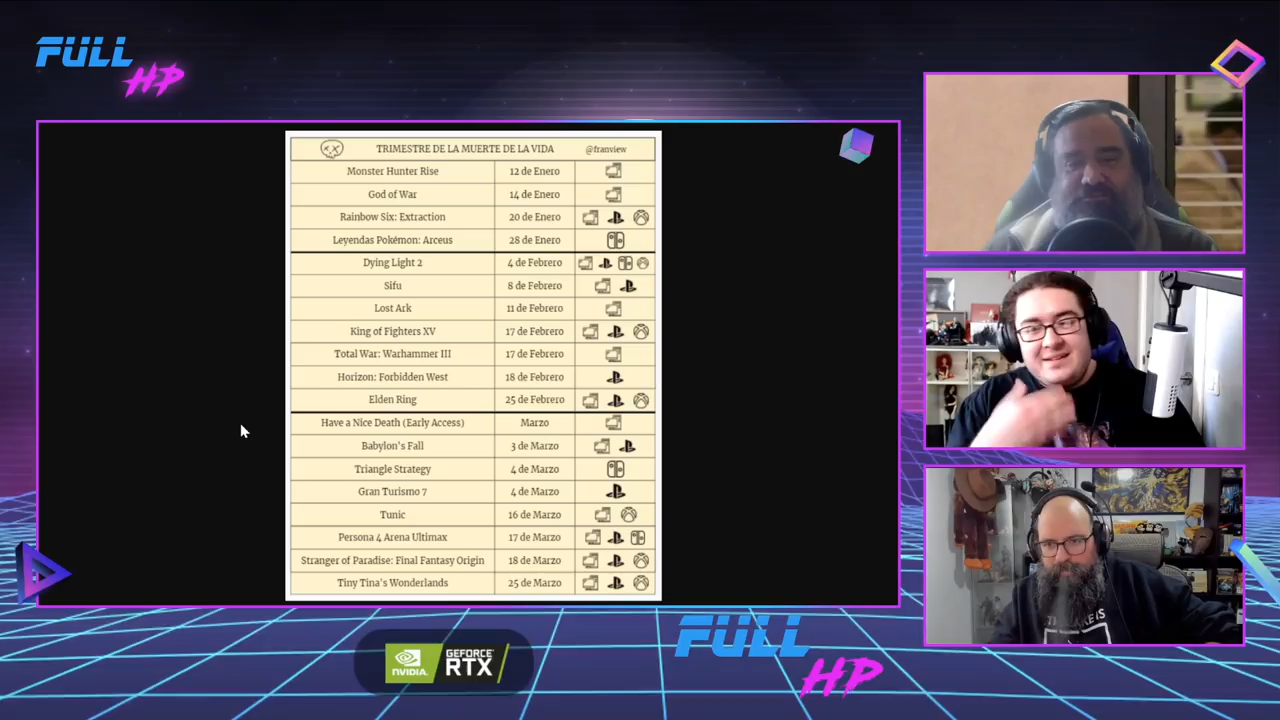 FULL
HP
TRIMESTRE DE LA MUERTE DE LA VIDA @franview
Monster Hunter Rise 12 de Enero
God of War 14 de Enero
Rainbow Six: Extraction 20 de Enero
Leyendas Pokémon: Arceus 28 de Enero
Dying Light 2 4 de Febrero
Sifu 8 de Febrero
Lost Ark 11 de Febrero
King of Fighters XV 17 de Febrero
Total War: Warhammer III 17 de Febrero
Horizon: Forbidden West 18 de Febrero
Elden Ring 25 de Febrero
Have a Nice Death (Early Access) Marzo
Babylon's Fall 3 de Marzo
Triangle Strategy 4 de Marzo
Gran Turismo 7 4 de Marzo
Tunic 16 de Marzo
Persona 4 Arena Ultimax 17 de Marzo
Stranger of Paradise: Final Fantasy Origin 18 de Marzo
Tiny Tina's Wonderlands 25 de Marzo
NVIDIA
GEFORCE
RTX
FULL
HP